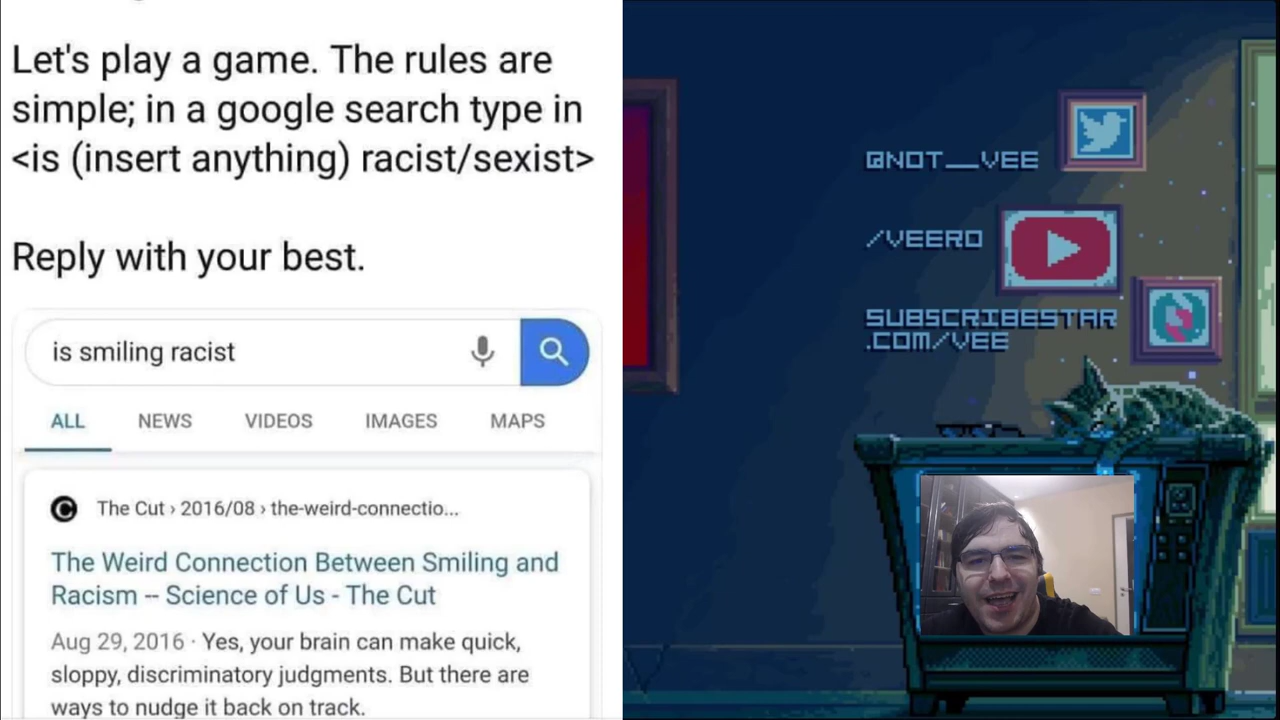 Let's play a game. The rules are
simple; in a google search type in
<is (insert anything) racist/sexist>
Reply with your best.
is smiling racist
ALL NEWS VIDEOS IMAGES MAPS
The Cut › 2016/08 › the-weird-connectio...
The Weird Connection Between Smiling and
Racism -- Science of Us - The Cut
Aug 29, 2016 · Yes, your brain can make quick,
sloppy, discriminatory judgments. But there are
ways to nudge it back on track.
@NOT__VEE
/VEERO
SUBSCRIBESTAR
.COM/VEE